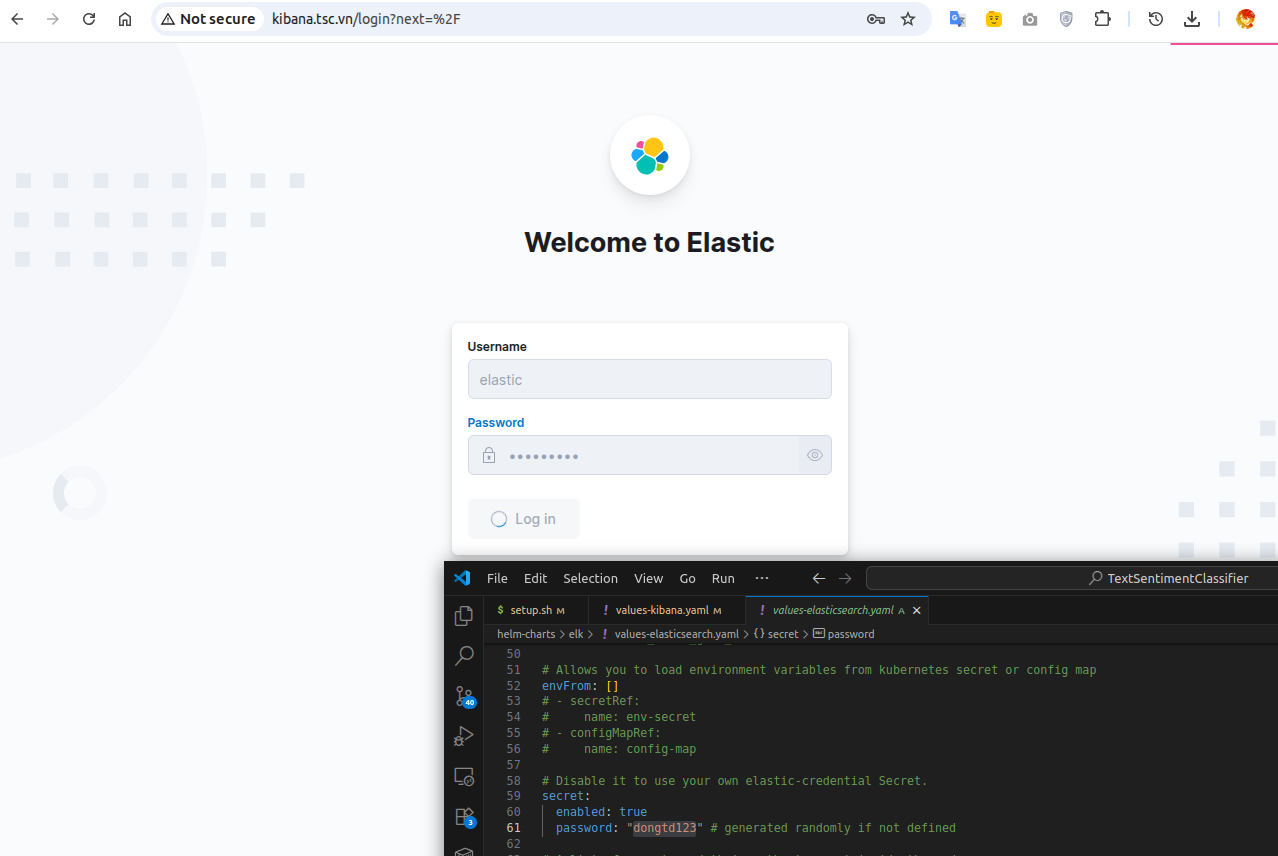 Not secure kibana.tsc.vn/login?next=%2F
Welcome to Elastic
Username
elastic
Password
•••••••••
Log in
File Edit Selection View Go Run ··· TextSentimentClassifier
$ setup.sh M ! values-kibana.yaml M ! values-elasticsearch.yaml A
helm-charts > elk > ! values-elasticsearch.yaml > {} secret > password
50
51 # Allows you to load environment variables from kubernetes secret or config map
52 envFrom: []
53 # - secretRef:
54 #     name: env-secret
55 # - configMapRef:
56 #     name: config-map
57
58 # Disable it to use your own elastic-credential Secret.
59 secret:
60   enabled: true
61   password: "dongtd123" # generated randomly if not defined
62
40
3